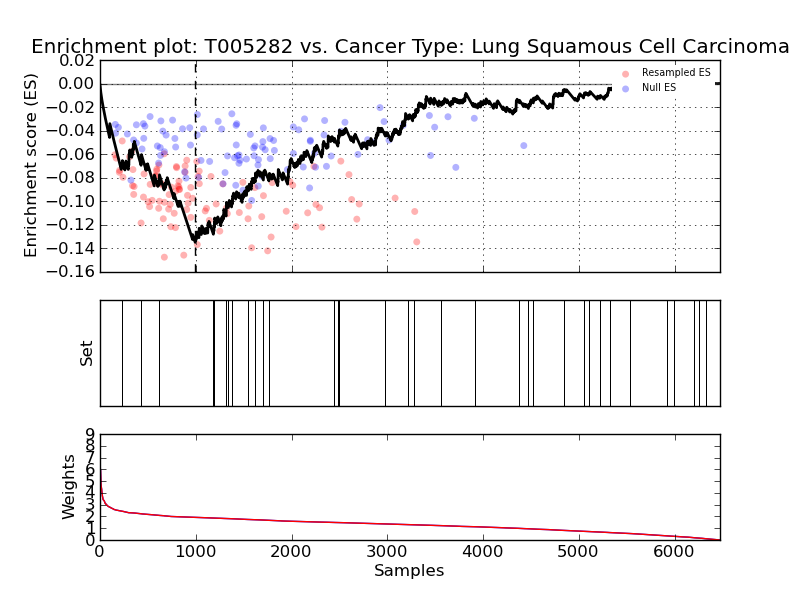 Enrichment plot: T005282 vs. Cancer Type: Lung Squamous Cell Carcinoma
Enrichment score (ES)
0.02
0.00
−0.02
−0.04
−0.06
−0.08
−0.10
−0.12
−0.14
−0.16
Resampled ES
Null ES
Set
Weights
9
8
7
6
5
4
3
2
1
0
0 1000 2000 3000 4000 5000 6000
Samples